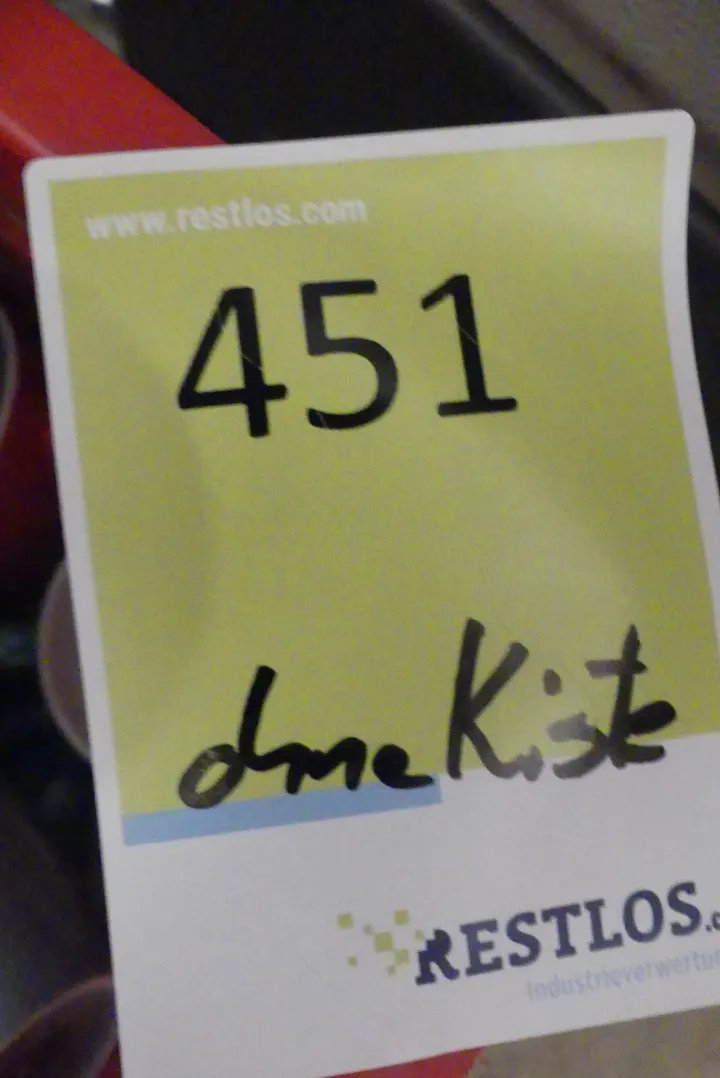 www.restlos.com
451
ohne Kiste
RESTLOS.c
Industrieverwertu